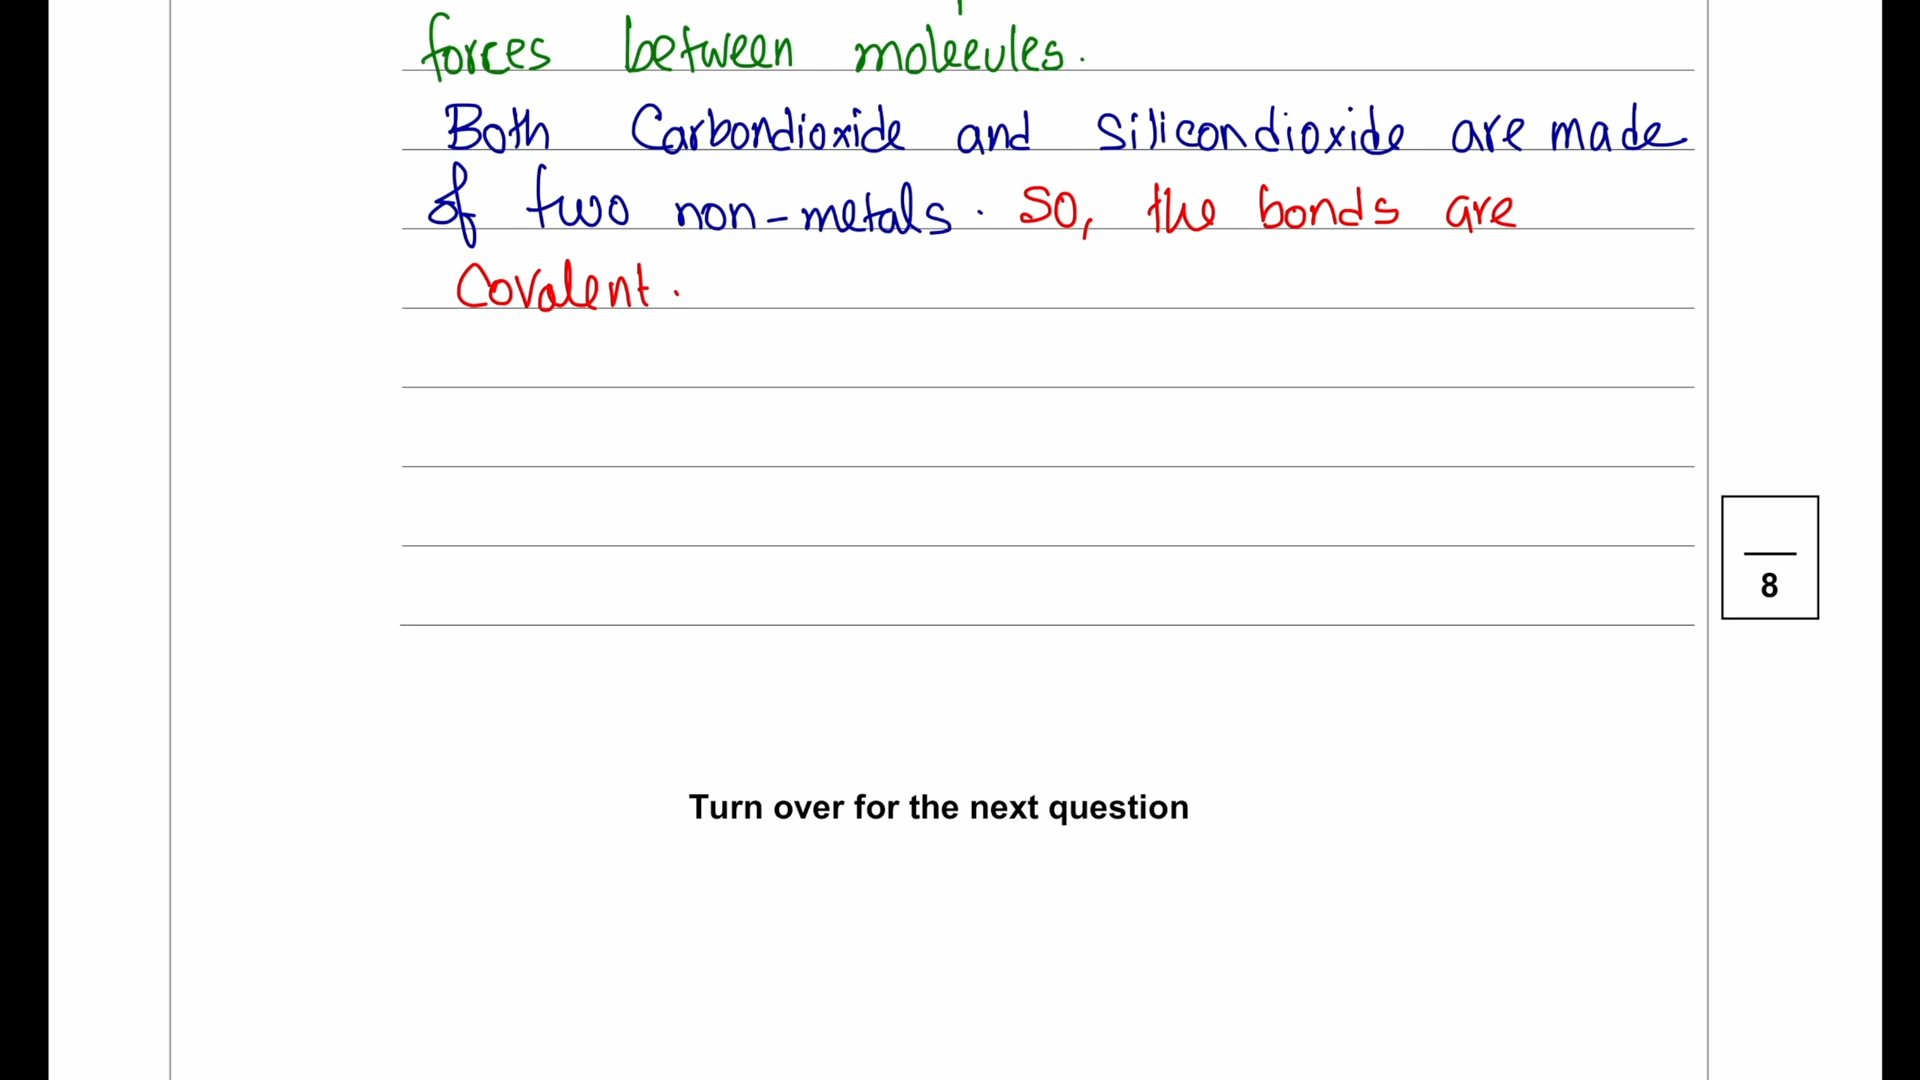 forces between molecules.
Both Carbondioxide and Silicondioxide are made
of two non-metals. So, the bonds are
Covalent.
8
Turn over for the next question